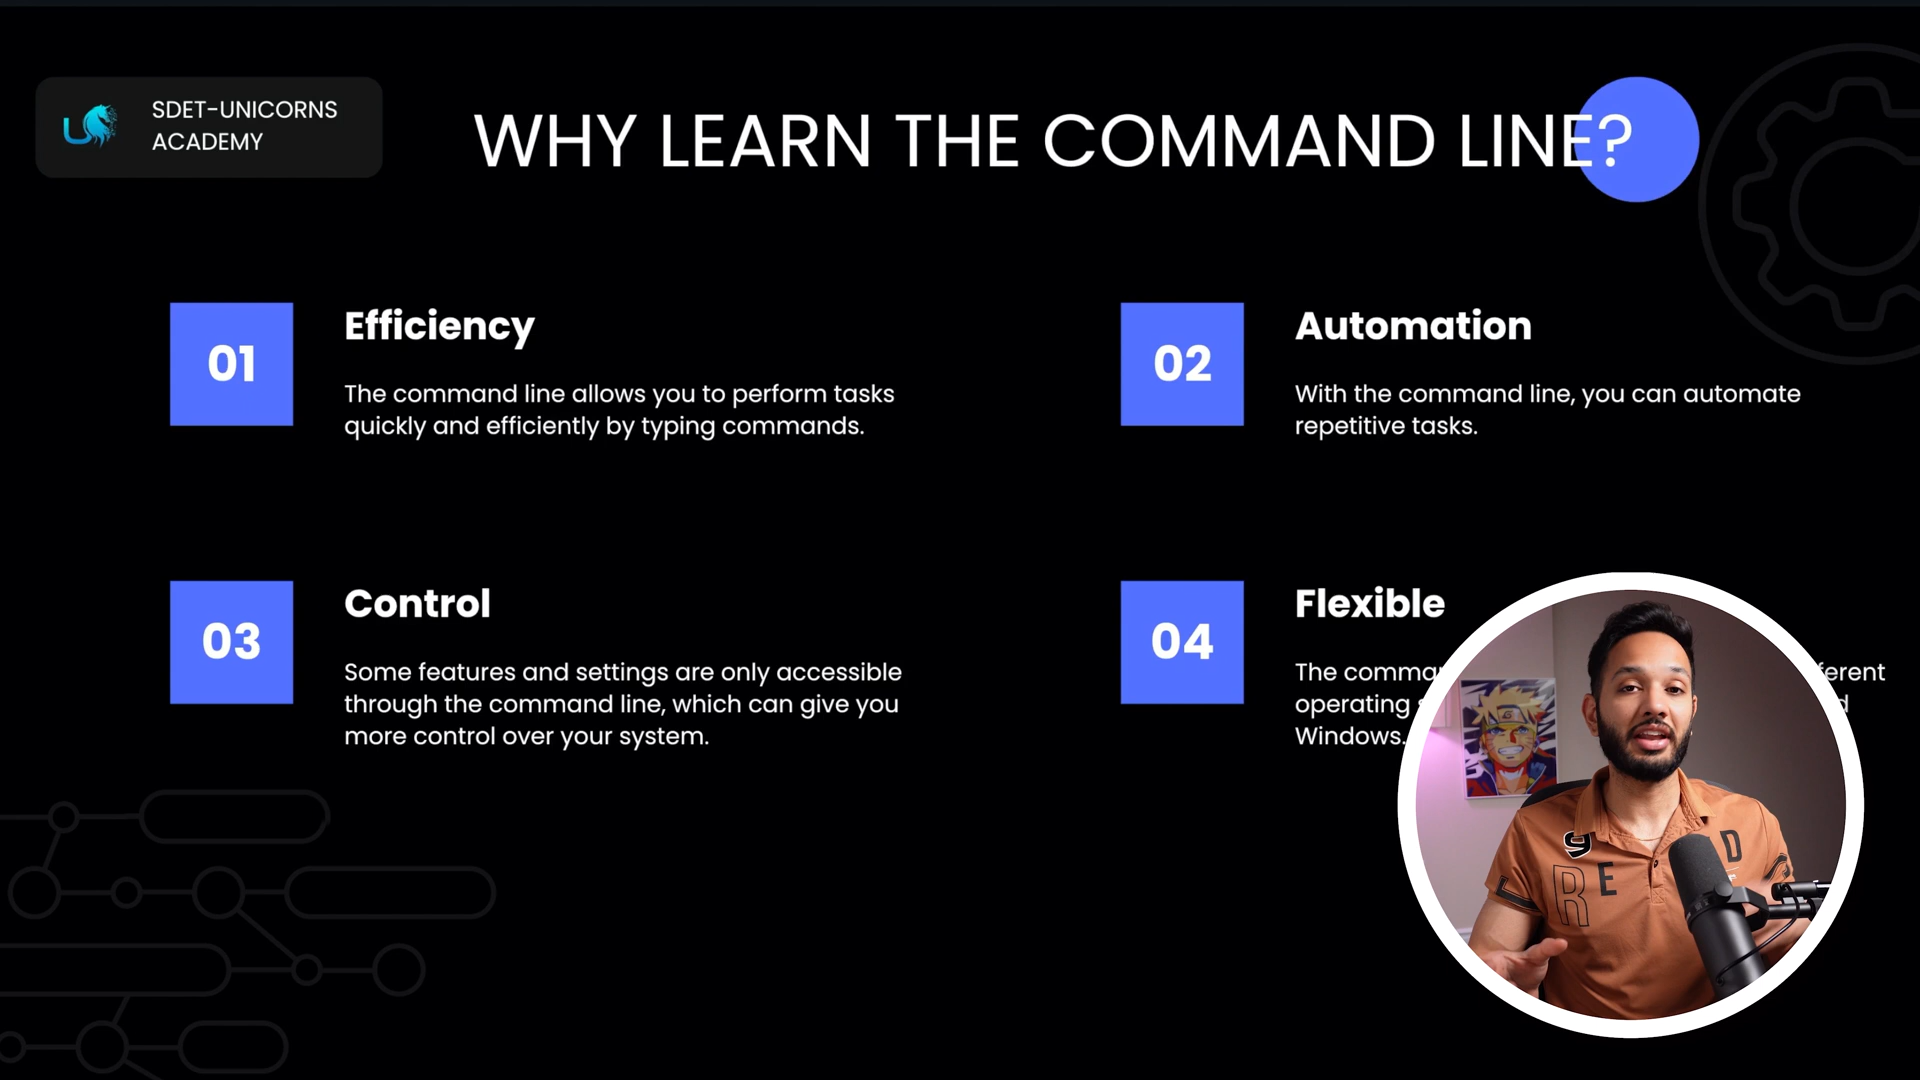 SDET-UNICORNS
ACADEMY
WHY LEARN THE COMMAND LINE?
01
Efficiency
The command line allows you to perform tasks
quickly and efficiently by typing commands.
02
Automation
With the command line, you can automate
repetitive tasks.
03
Control
Some features and settings are only accessible
through the command line, which can give you
more control over your system.
04
Flexible
The
operating
Windows.
9
D
R E